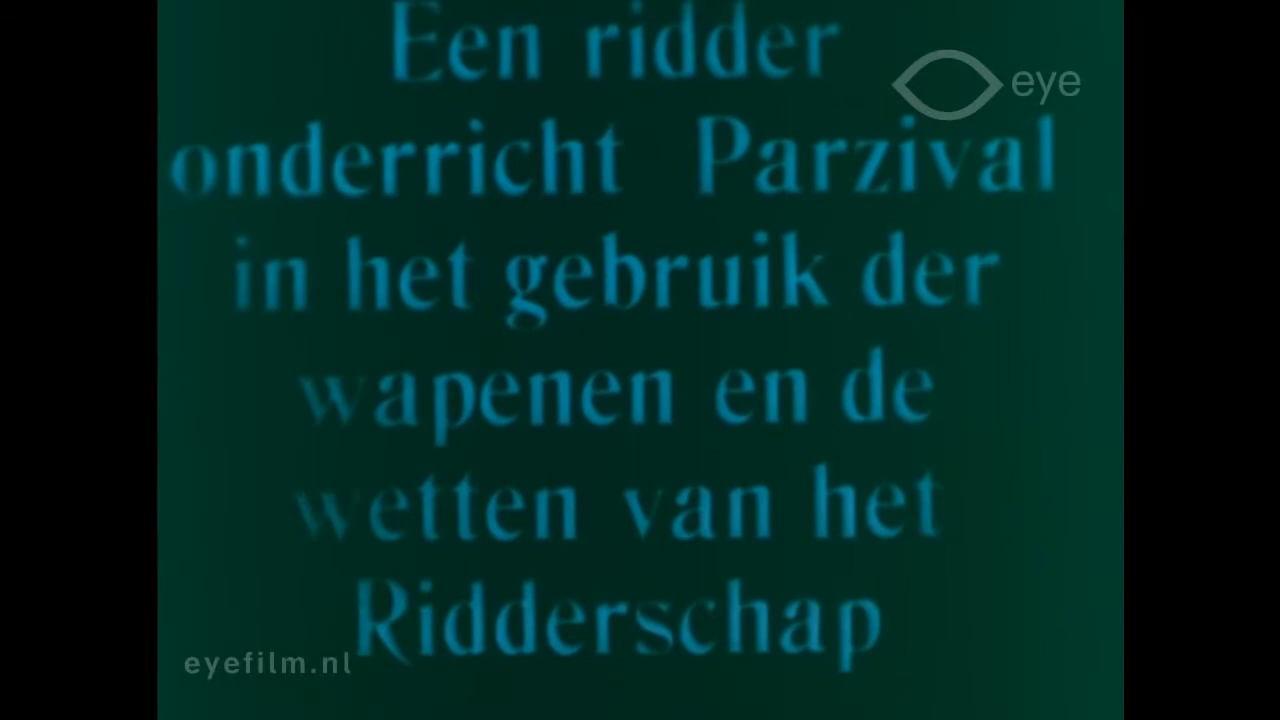 Een ridder
eye
onderricht Parzival
in het gebruik der
wapenen en de
wetten van het
Ridderschap
eyefilm.nl